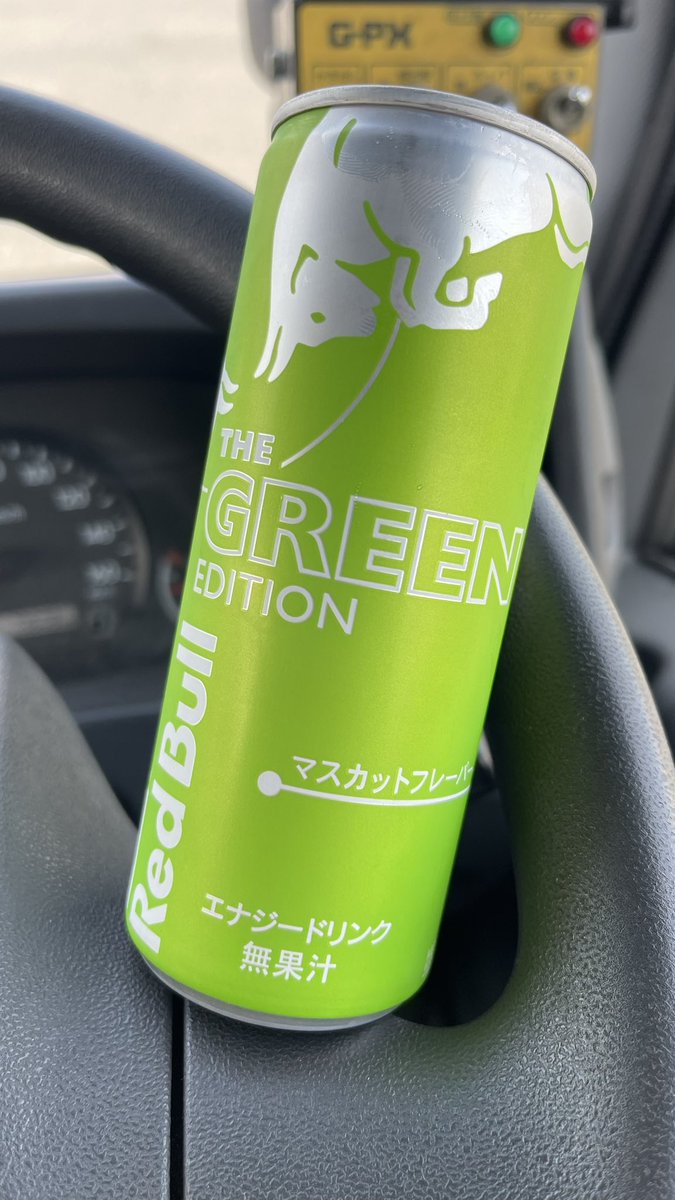 G-PX
THE
GREEN
EDITION
Red Bull
マスカットフレーバー
エナジードリンク
無果汁